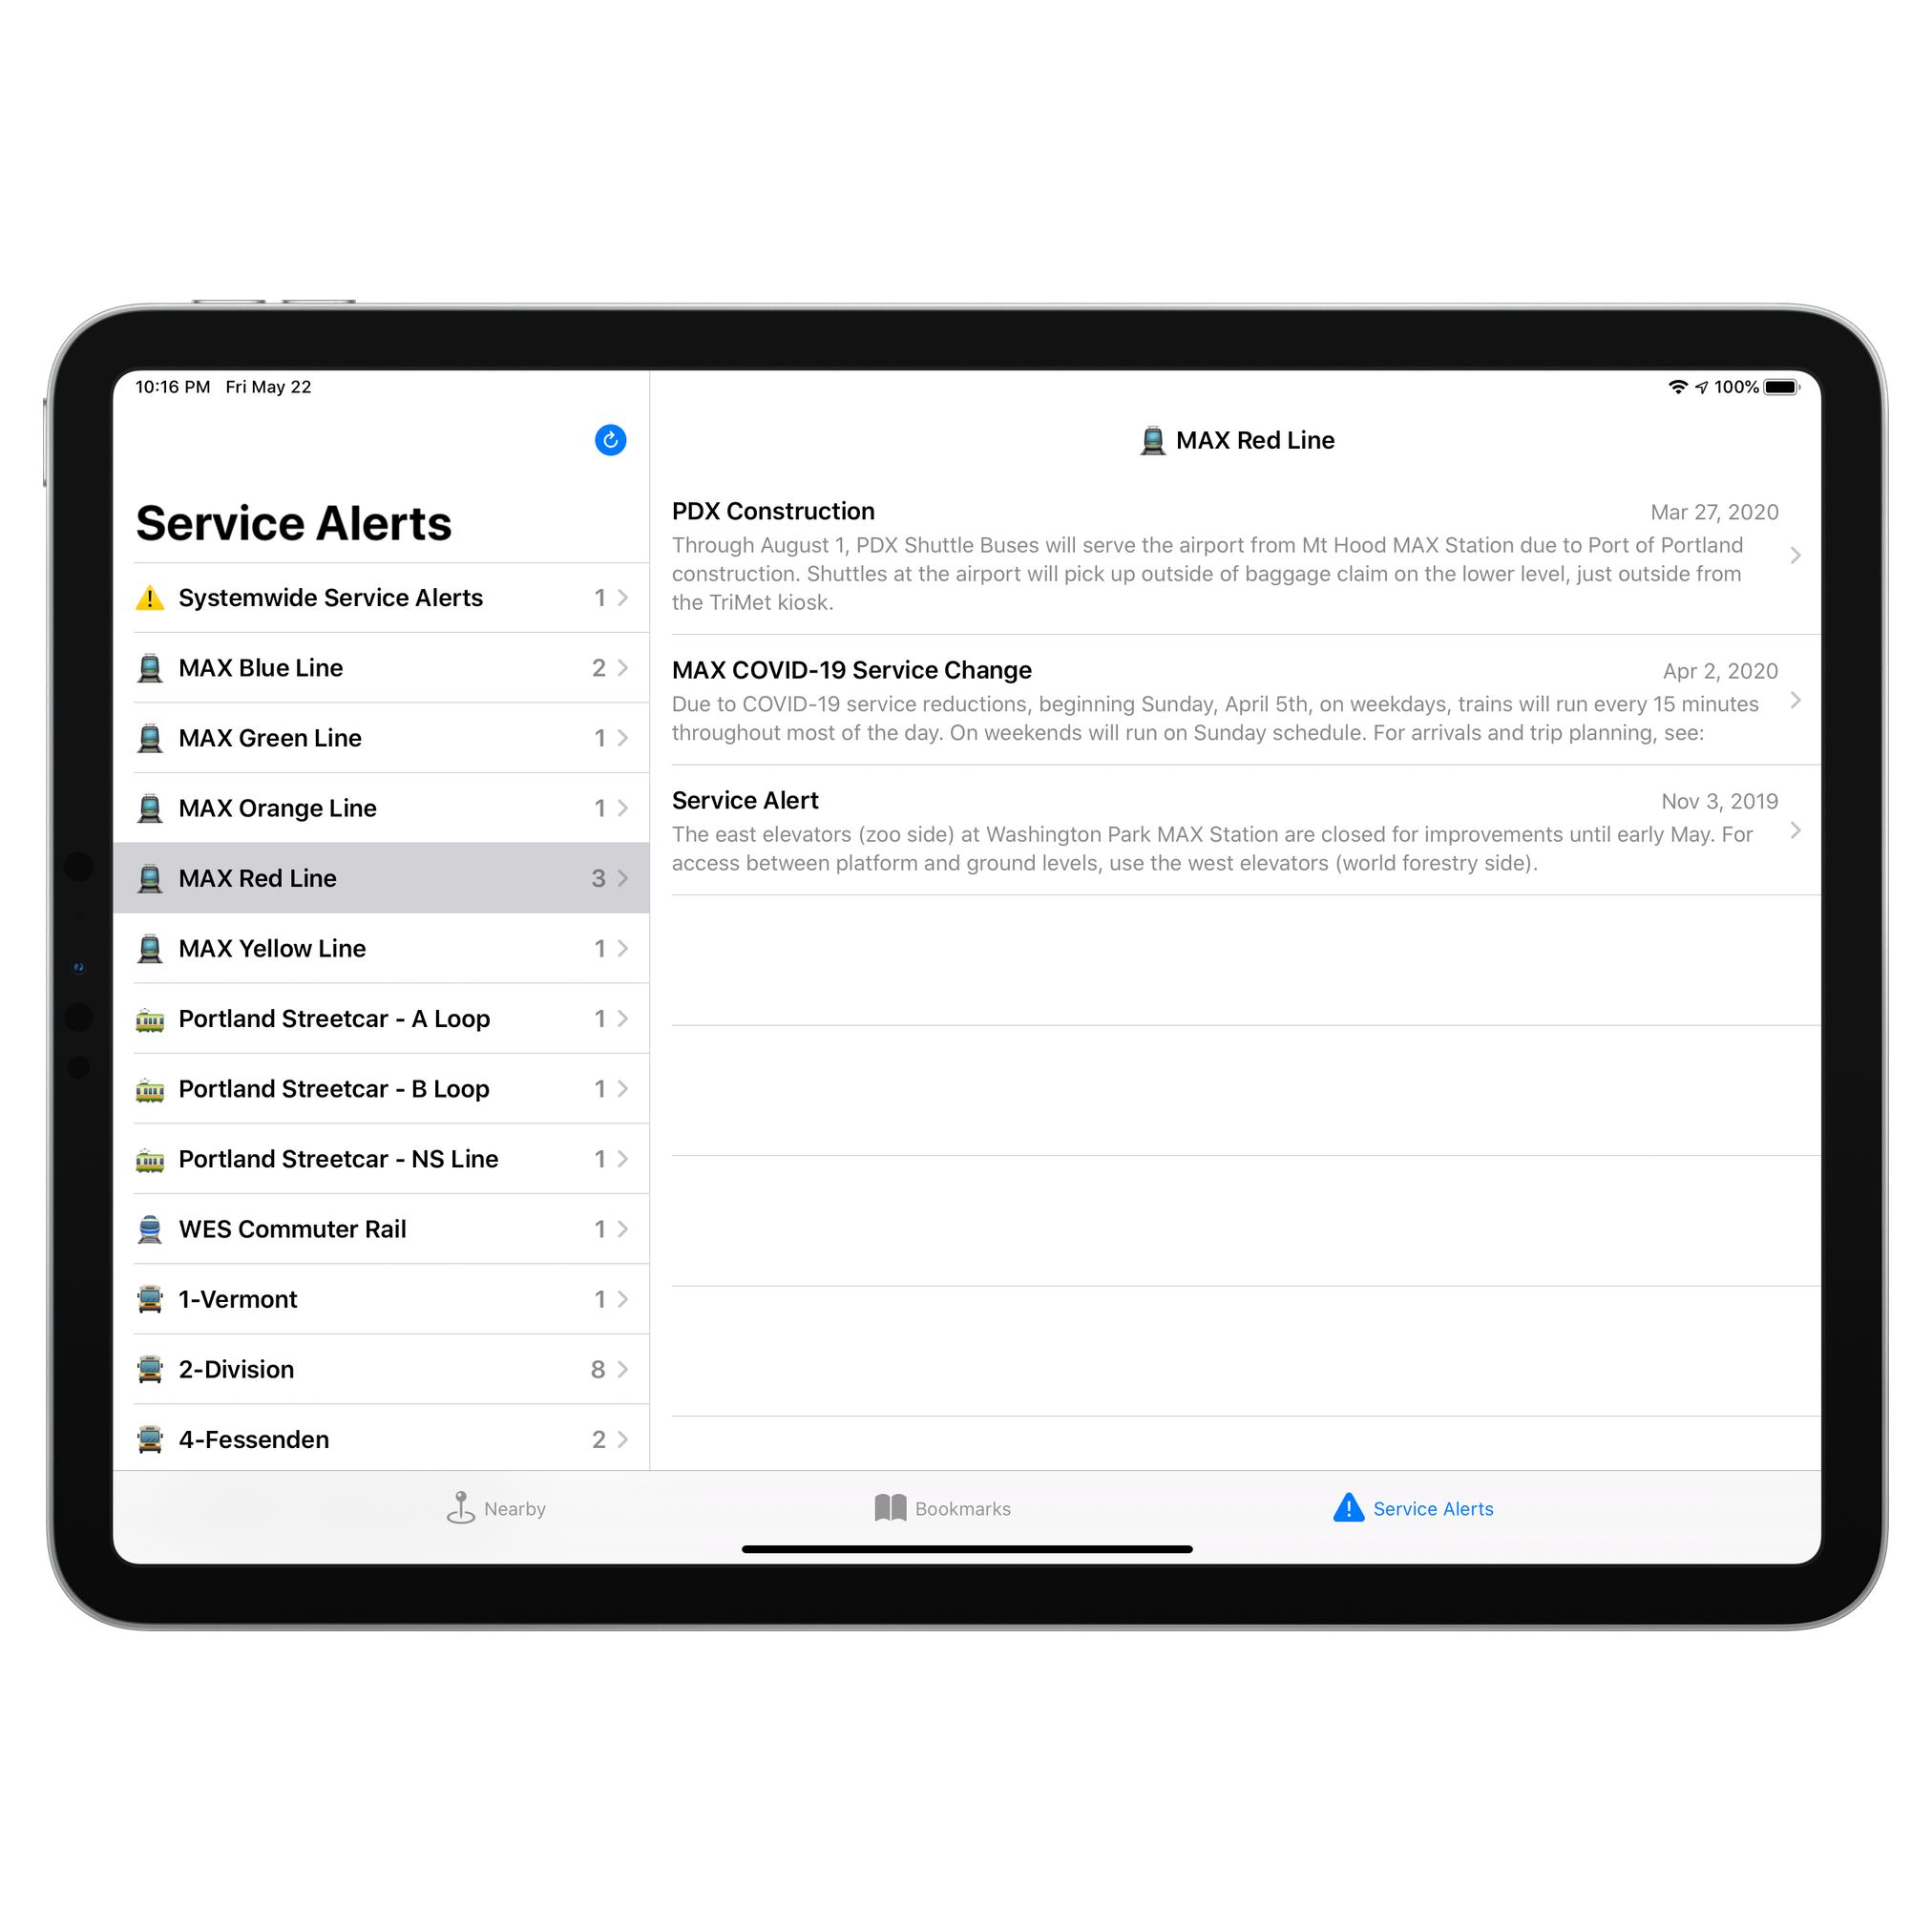 10:16 PM Fri May 22
100%
Service Alerts
Systemwide Service Alerts 1
MAX Blue Line 2
MAX Green Line 1
MAX Orange Line 1
MAX Red Line 3
MAX Yellow Line 1
Portland Streetcar - A Loop 1
Portland Streetcar - B Loop 1
Portland Streetcar - NS Line 1
WES Commuter Rail 1
1-Vermont 1
2-Division 8
4-Fessenden 2
MAX Red Line
PDX Construction Mar 27, 2020
Through August 1, PDX Shuttle Buses will serve the airport from Mt Hood MAX Station due to Port of Portland
construction. Shuttles at the airport will pick up outside of baggage claim on the lower level, just outside from
the TriMet kiosk.
MAX COVID-19 Service Change Apr 2, 2020
Due to COVID-19 service reductions, beginning Sunday, April 5th, on weekdays, trains will run every 15 minutes
throughout most of the day. On weekends will run on Sunday schedule. For arrivals and trip planning, see:
Service Alert Nov 3, 2019
The east elevators (zoo side) at Washington Park MAX Station are closed for improvements until early May. For
access between platform and ground levels, use the west elevators (world forestry side).
Nearby
Bookmarks
Service Alerts